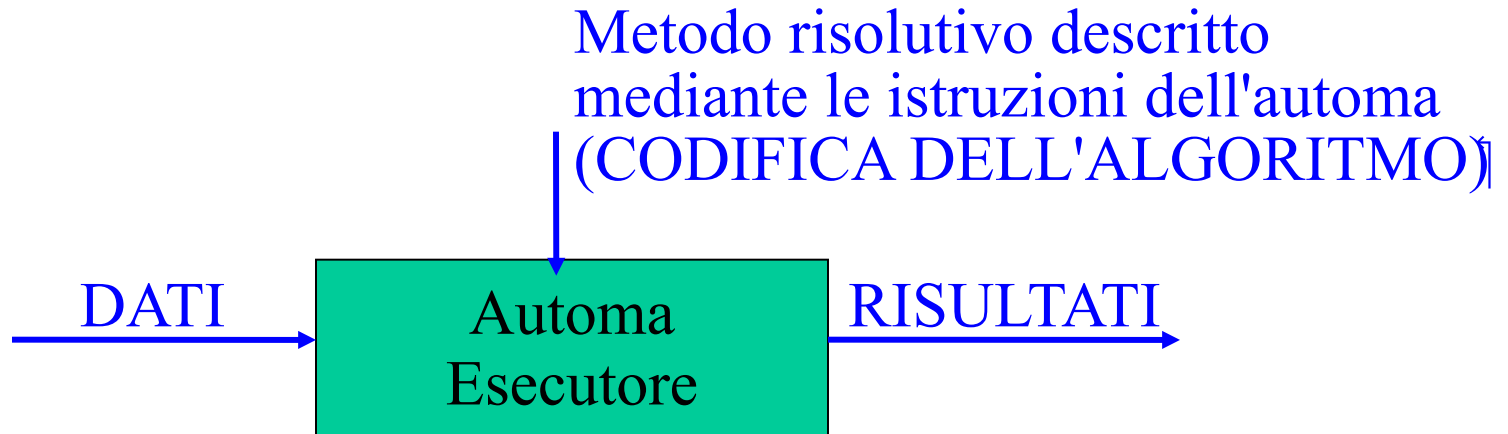 Metodo risolutivo descritto
mediante le istruzioni dell'automa
(CODIFICA DELL'ALGORITMO)
DATI
Automa
Esecutore
RISULTATI